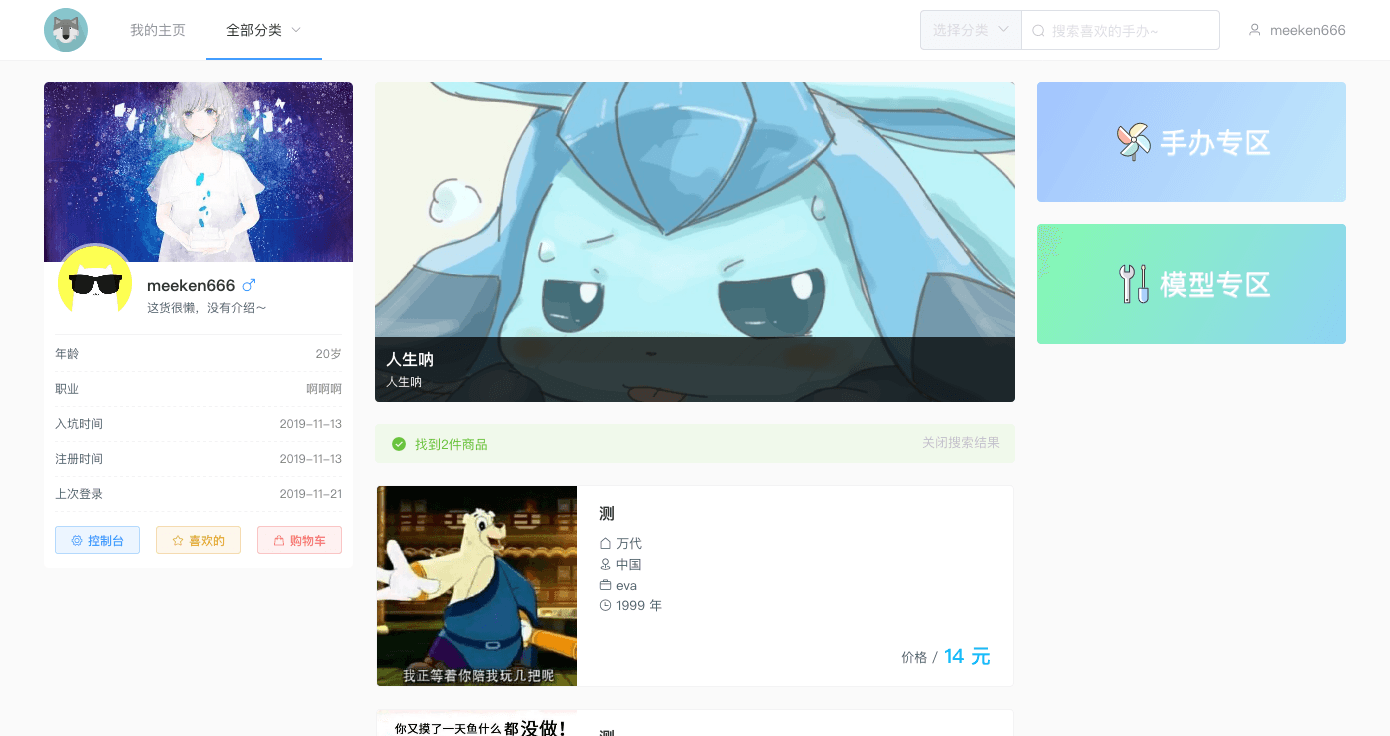 我的主页
全部分类
选择分类
搜索喜欢的手办~
meeken666
meeken666
这货很懒，没有介绍～
年龄
20岁
职业
啊啊啊
入坑时间
2019-11-13
注册时间
2019-11-13
上次登录
2019-11-21
控制台
喜欢的
购物车
人生呐
人生呐
找到2件商品
关闭搜索结果
测
万代
中国
eva
1999 年
价格 / 14 元
我正等着你陪我玩几把呢
你又摸了一天鱼什么都没做！
测
手办专区
模型专区